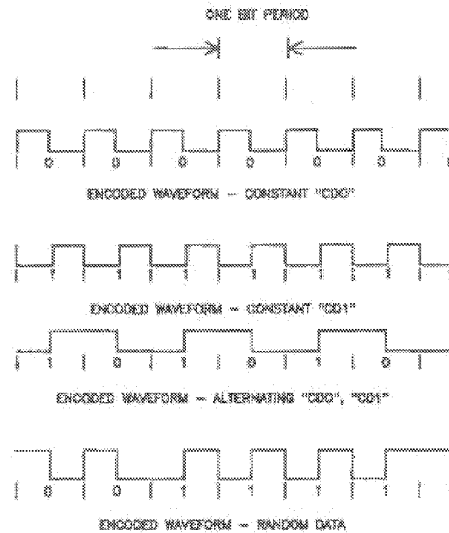 ONE BIT PERIOD
0 0 0 0 0 0
ENCODED WAVEFORM - CONSTANT "CD0"
1 1 1 1 1 1
ENCODED WAVEFORM - CONSTANT "CD1"
1 0 1 0 1 0
ENCODED WAVEFORM - ALTERNATING "CD0", "CD1"
0 0 1 1 1 1
ENCODED WAVEFORM - RANDOM DATA